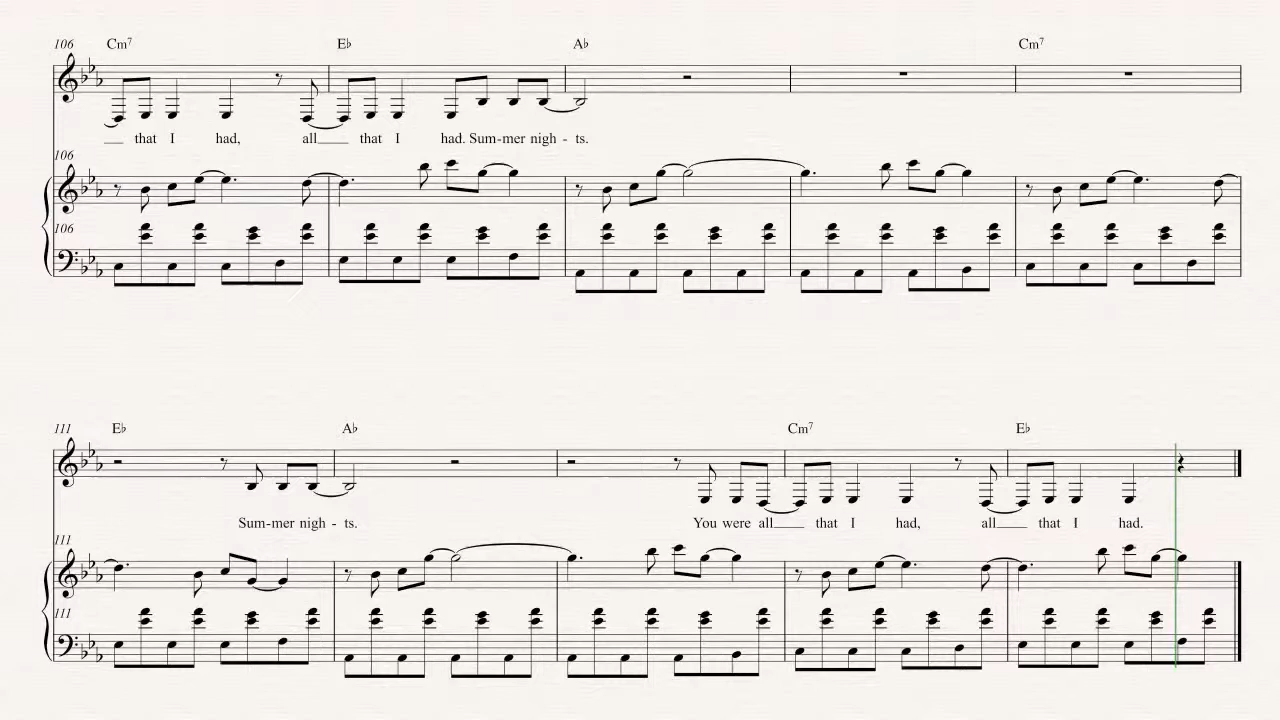 106 Cm7 E♭ A♭ Cm7
that I had, all that I had. Sum-mer nigh - ts.
106
106
111 E♭ A♭ Cm7 E♭
Sum-mer nigh - ts. You were all that I had, all that I had.
111
111